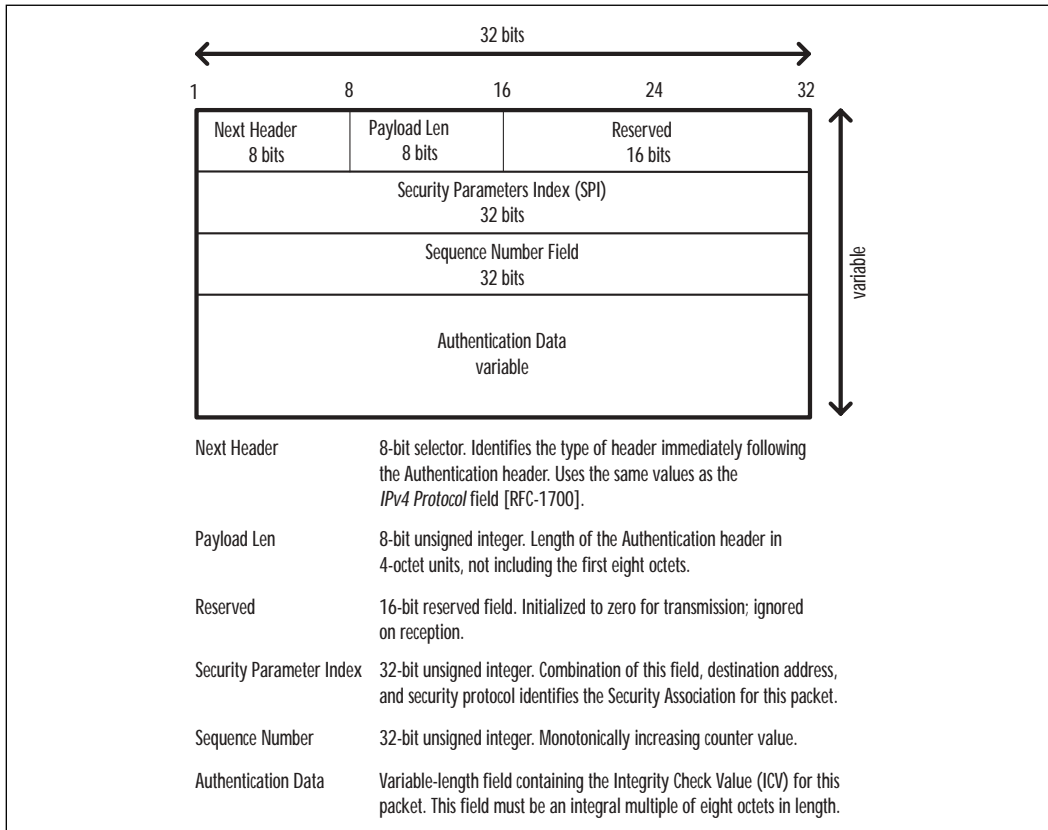 32 bits
1 8 16 24 32
Next Header
8 bits
Payload Len
8 bits
Reserved
16 bits
Security Parameters Index (SPI)
32 bits
Sequence Number Field
32 bits
Authentication Data
variable
variable
Next Header 8-bit selector. Identifies the type of header immediately following
the Authentication header. Uses the same values as the
IPv4 Protocol field [RFC-1700].
Payload Len 8-bit unsigned integer. Length of the Authentication header in
4-octet units, not including the first eight octets.
Reserved 16-bit reserved field. Initialized to zero for transmission; ignored
on reception.
Security Parameter Index 32-bit unsigned integer. Combination of this field, destination address,
and security protocol identifies the Security Association for this packet.
Sequence Number 32-bit unsigned integer. Monotonically increasing counter value.
Authentication Data Variable-length field containing the Integrity Check Value (ICV) for this
packet. This field must be an integral multiple of eight octets in length.